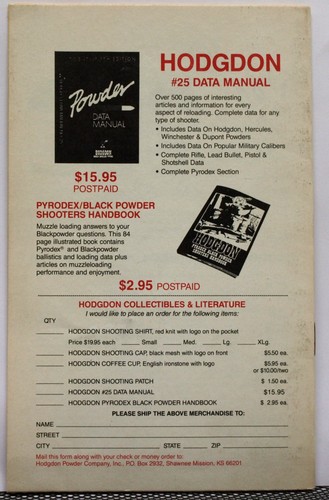 Powder
DATA
MANUAL
HODGDON
#25 DATA MANUAL
Over 500 pages of interesting
articles and information for every
aspect of reloading. Complete data for any
type of shooter.
• Includes Data On Hodgdon, Hercules,
Winchester & Dupont Powders
• Includes Data On Popular Military Calibers
• Complete Rifle, Lead Bullet, Pistol &
Shotshell Data
• Complete Pyrodex Section
$15.95
POSTPAID
PYRODEX/BLACK POWDER
SHOOTERS HANDBOOK
Muzzle loading answers to your
Blackpowder questions. This 84
page illustrated book contains
Pyrodex® and Blackpowder
ballistics and loading data plus
articles on muzzleloading
performance and enjoyment.
HODGDON
$2.95 POSTPAID
HODGDON COLLECTIBLES & LITERATURE
I would like to place an order for the following items:
QTY
HODGDON SHOOTING SHIRT, red knit with logo on the pocket
Price $19.95 each ____ Small ____ Med. ____ Lg. ____ XLg.
HODGDON SHOOTING CAP, black mesh with logo on front $5.50 ea.
HODGDON COFFEE CUP, English ironstone with logo $5.95 ea.
or $10.00/two
HODGDON SHOOTING PATCH $ 1.50 ea.
HODGDON #25 DATA MANUAL $15.95
HODGDON PYRODEX BLACK POWDER HANDBOOK $ 2.95 ea.
PLEASE SHIP THE ABOVE MERCHANDISE TO:
NAME
STREET
CITY STATE ZIP
Mail this form along with your check or money order to:
Hodgdon Powder Company, Inc., P.O. Box 2932, Shawnee Mission, KS 66201